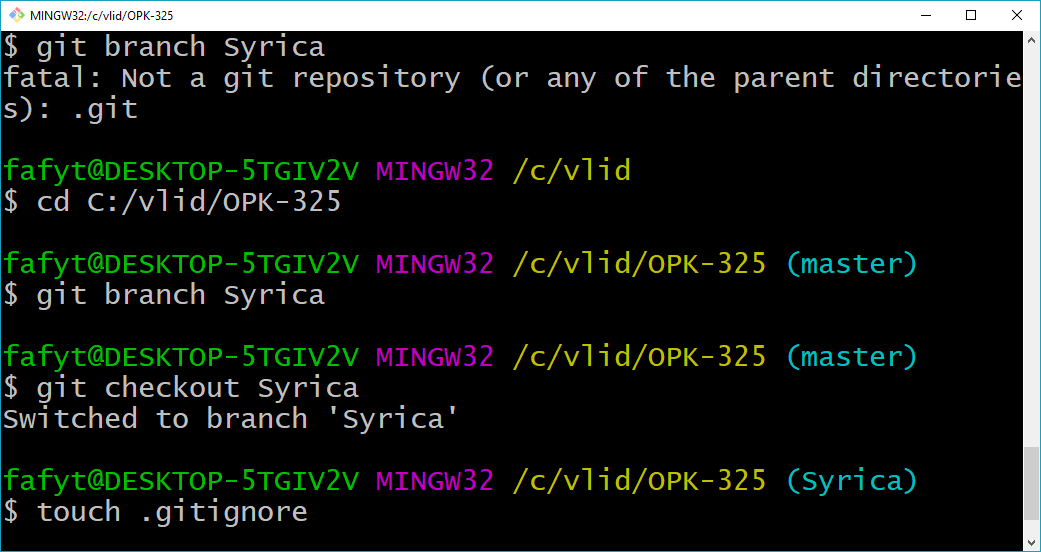 MINGW32:/c/vlid/OPK-325
$ git branch Syrica
fatal: Not a git repository (or any of the parent directorie
s): .git
fafyt@DESKTOP-5TGIV2V MINGW32 /c/vlid
$ cd C:/vlid/OPK-325
fafyt@DESKTOP-5TGIV2V MINGW32 /c/vlid/OPK-325 (master)
$ git branch Syrica
fafyt@DESKTOP-5TGIV2V MINGW32 /c/vlid/OPK-325 (master)
$ git checkout Syrica
Switched to branch 'Syrica'
fafyt@DESKTOP-5TGIV2V MINGW32 /c/vlid/OPK-325 (Syrica)
$ touch .gitignore